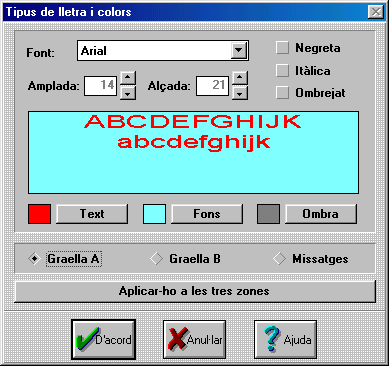 Tipus de lletra i colors
Font: Arial
Negreta
Itàlica
Ombrejat
Amplada: 14 Alçada: 21
ABCDEFGHIJK
abcdefghijk
Text Fons Ombra
Graella A Graella B Missatges
Aplicar-ho a les tres zones
D'acord Anul·lar Ajuda